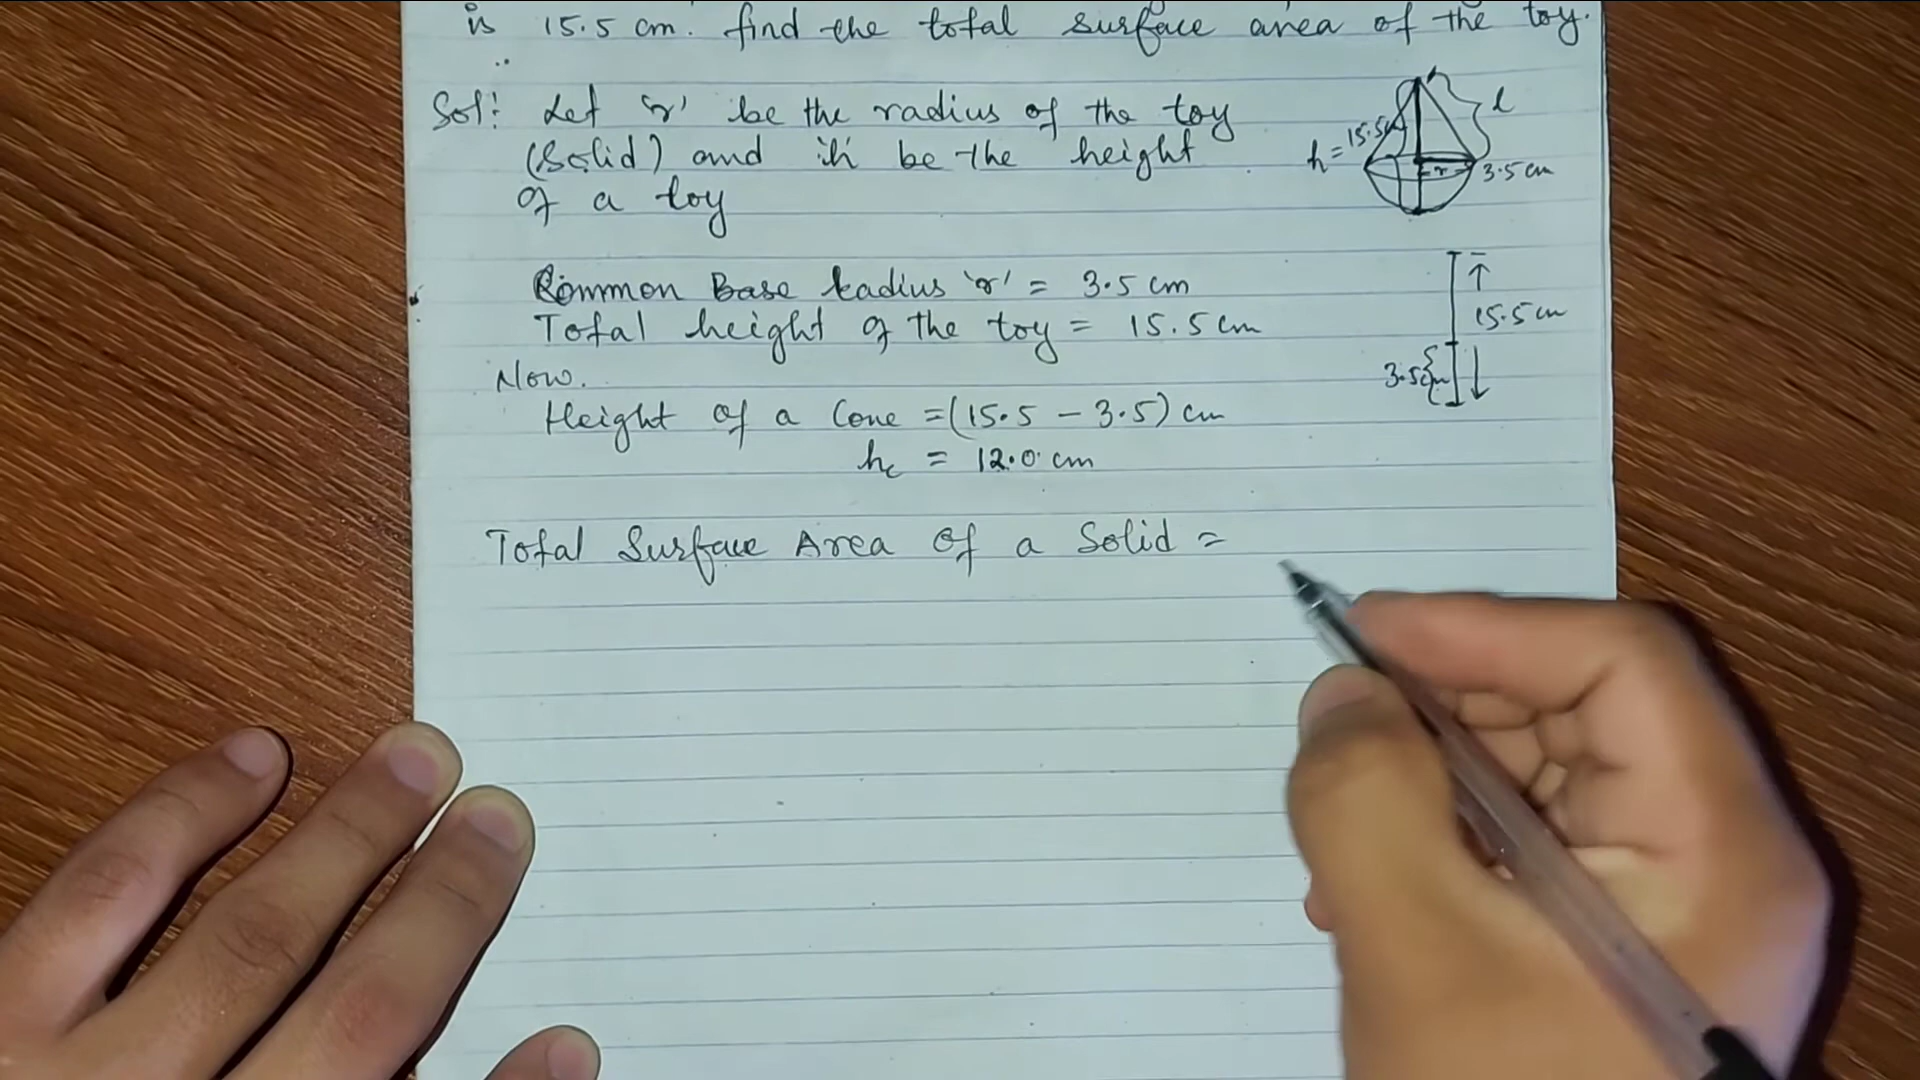 is 15.5 cm. find the total surface area of the toy.
Sol: Let 'r' be the radius of the toy
(Solid) and 'h' be the height
of a toy
l
h = 15.5cm
r 3.5 cm
Common Base radius 'r' = 3.5 cm
Total height of the toy = 15.5 cm
15.5 cm
3.5cm
Now.
Height of a Cone = (15.5 - 3.5) cm
hc = 12.0 cm
Total Surface Area of a Solid =